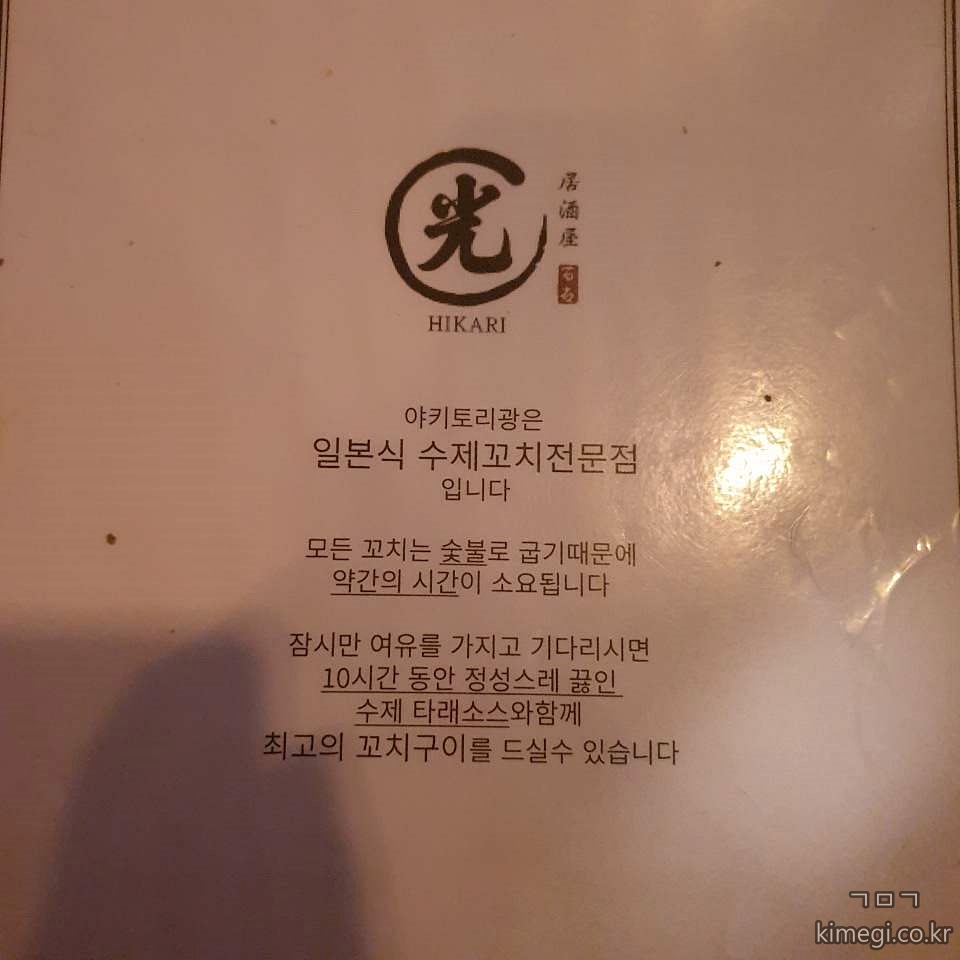 光
居酒屋
HIKARI
야키토리광은
일본식 수제꼬치전문점
입니다
모든 꼬치는 숯불로 굽기때문에
약간의 시간이 소요됩니다
잠시만 여유를 가지고 기다리시면
10시간 동안 정성스레 끓인
수제 타래소스와함께
최고의 꼬치구이를 드실수 있습니다
ㄱㅁㄱ
kimegi.co.kr